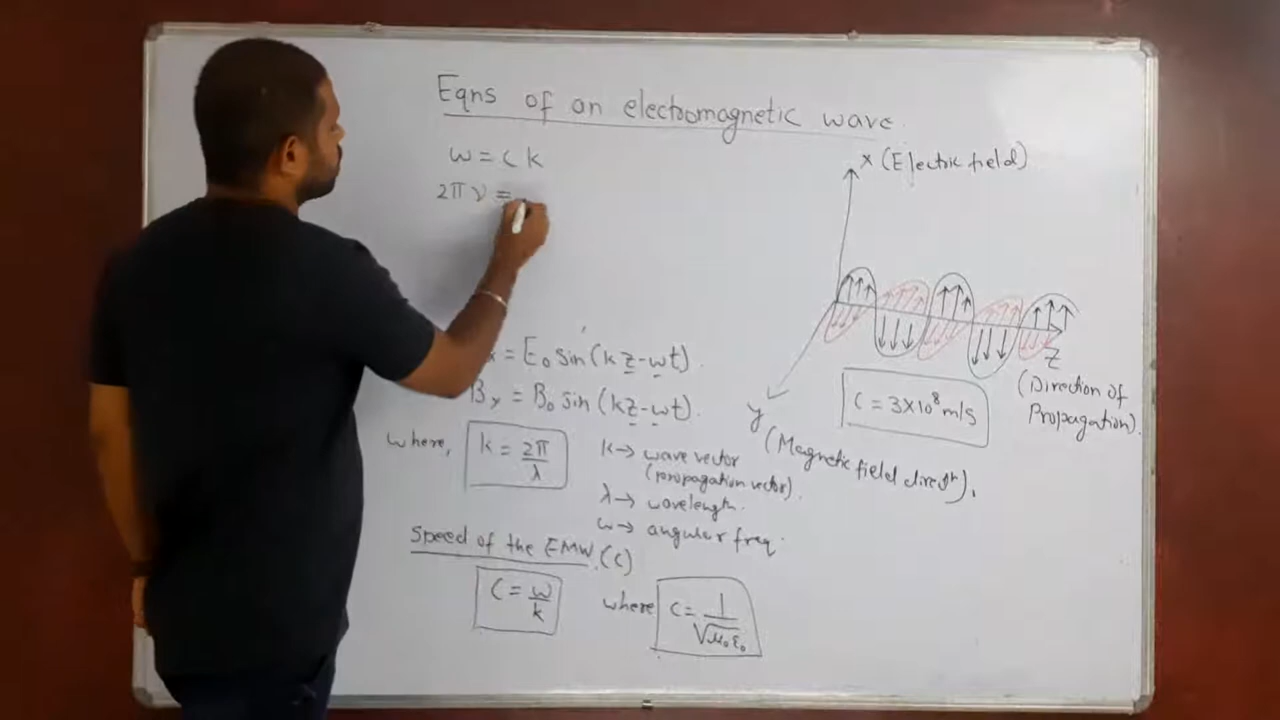 Eqns of an electromagnetic wave.
ω = c k
2π ν =
x = E₀ sin(kz-ωt).
By = B₀ sin(kz-ωt).
where, k = 2π/λ
k → wave vector
(propagation vector).
λ → wavelength.
ω → angular freq.
Speed of the EMW.(C)
C = ω/k where C = 1/√μ₀ε₀
x (Electric field)
z
(Direction of
Propagation).
C = 3×10⁸ m/s
y
(Magnetic field